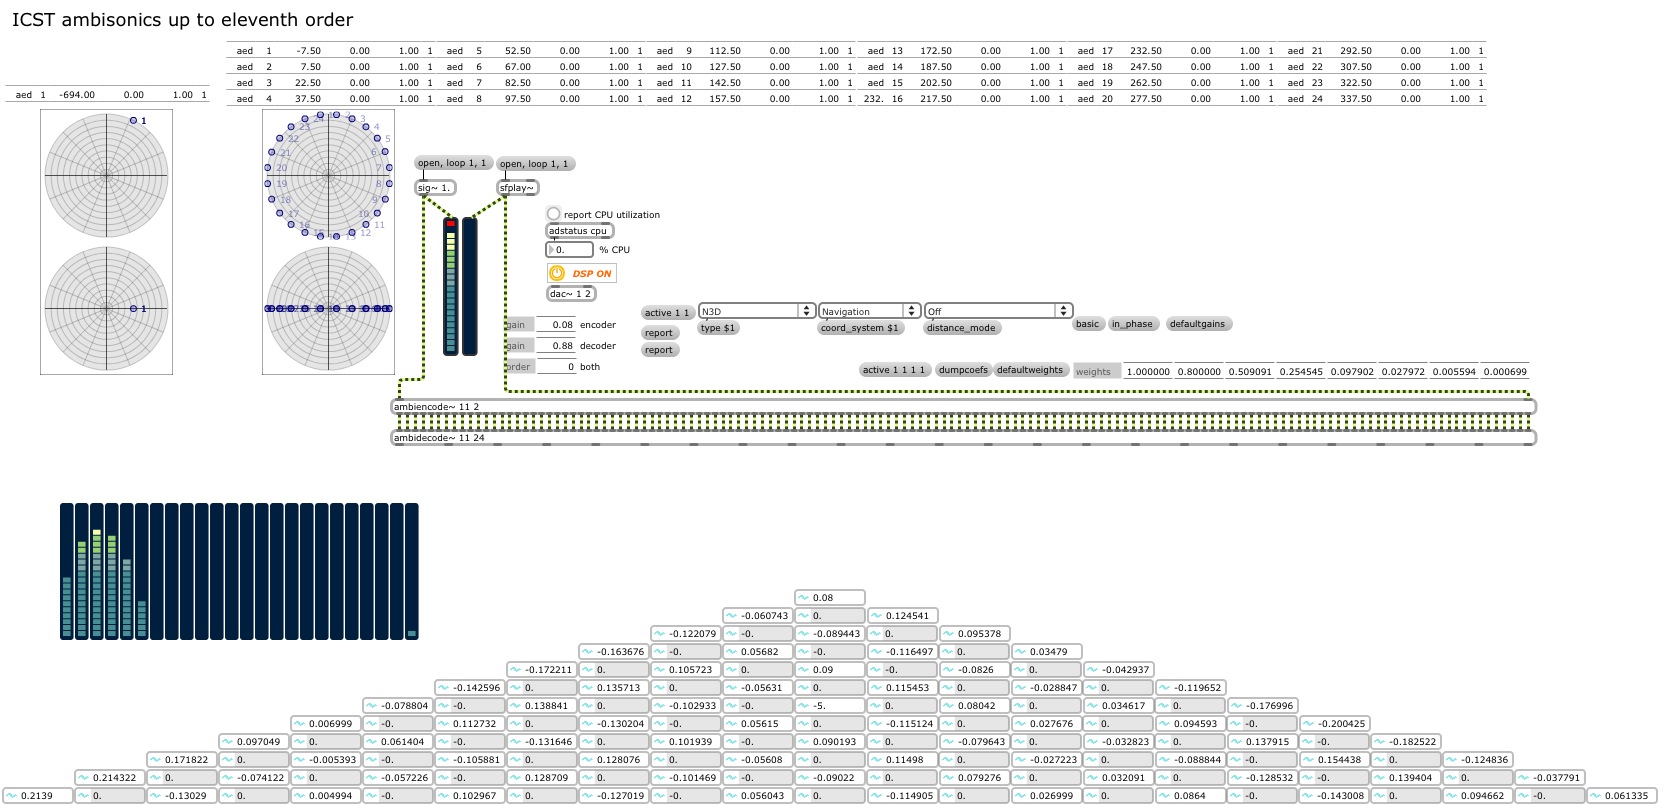 ICST ambisonics up to eleventh order
aed 1 -7.50 0.00 1.00 1 aed 5 52.50 0.00 1.00 1 aed 9 112.50 0.00 1.00 1 aed 13 172.50 0.00 1.00 1 aed 17 232.50 0.00 1.00 1 aed 21 292.50 0.00 1.00 1
aed 2 7.50 0.00 1.00 1 aed 6 67.00 0.00 1.00 1 aed 10 127.50 0.00 1.00 1 aed 14 187.50 0.00 1.00 1 aed 18 247.50 0.00 1.00 1 aed 22 307.50 0.00 1.00 1
aed 3 22.50 0.00 1.00 1 aed 7 82.50 0.00 1.00 1 aed 11 142.50 0.00 1.00 1 aed 15 202.50 0.00 1.00 1 aed 19 262.50 0.00 1.00 1 aed 23 322.50 0.00 1.00 1
aed 4 37.50 0.00 1.00 1 aed 8 97.50 0.00 1.00 1 aed 12 157.50 0.00 1.00 1 232. 16 217.50 0.00 1.00 1 aed 20 277.50 0.00 1.00 1 aed 24 337.50 0.00 1.00 1
aed 1 -694.00 0.00 1.00 1
1
1
2
3
23
4
22
5
21
6
20
7
19
8
18
9
17
10
16
11
15
12
13
open, loop 1, 1 open, loop 1, 1
sig~ 1. sfplay~
report CPU utilization
adstatus cpu
0. % CPU
DSP ON
dac~ 1 2
gain 0.08 encoder
gain 0.88 decoder
order 0 both
active 1 1 N3D Navigation Off
report type $1 coord_system $1 distance_mode basic in_phase defaultgains
report
active 1 1 1 1 dumpcoefs defaultweights weights 1.000000 0.800000 0.509091 0.254545 0.097902 0.027972 0.005594 0.000699
ambiencode~ 11 2
ambidecode~ 11 24
0.08
-0.060743 0. 0.124541
-0.122079 -0. -0.089443 0. 0.095378
-0.163676 -0. 0.05682 -0. -0.116497 0. 0.03479
-0.172211 0. 0.105723 0. 0.09 -0. -0.0826 0. -0.042937
-0.142596 0. 0.135713 0. -0.05631 0. 0.115453 0. -0.028847 0. -0.119652
-0.078804 -0. 0.138841 0. -0.102933 -0. -5. 0. 0.08042 0. 0.034617 0. -0.176996
0.006999 -0. 0.112732 0. -0.130204 -0. 0.05615 -0. -0.115124 0. 0.027676 0. 0.094593 -0. -0.200425
0.097049 0. 0.061404 -0. -0.131646 0. 0.101939 -0. 0.090193 -0. -0.079643 -0. -0.032823 0. 0.137915 -0. -0.182522
0.171822 0. -0.005393 -0. -0.105881 0. 0.128076 -0. -0.05608 0. 0.11498 0. -0.027223 0. -0.088844 -0. 0.154438 0. -0.124836
0.214322 0. -0.074122 0. -0.057226 -0. 0.128709 0. -0.101469 -0. -0.09022 -0. 0.079276 0. 0.032091 0. -0.128532 -0. 0.139404 0. -0.037791
0.2139 0. -0.13029 0. 0.004994 -0. 0.102967 0. -0.127019 -0. 0.056043 -0. -0.114905 0. 0.026999 0. 0.0864 -0. -0.143008 0. 0.094662 -0. 0.061335